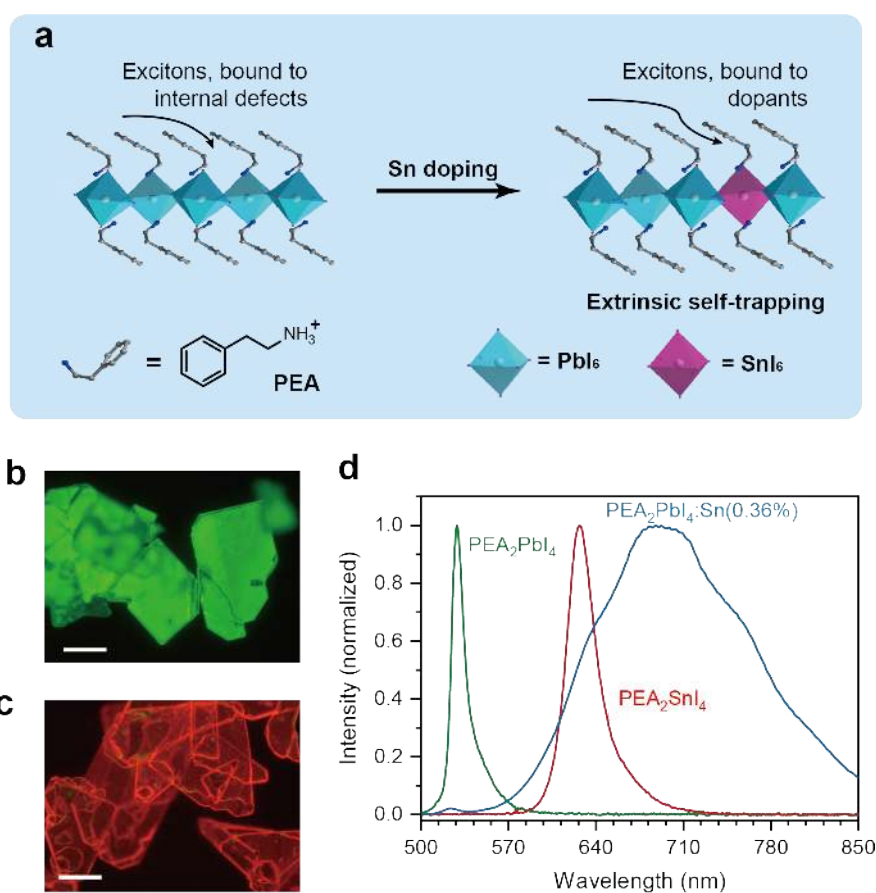 a
Excitons, bound to
internal defects
Excitons, bound to
dopants
Sn doping
Extrinsic self-trapping
=
NH₃⁺
PEA
= PbI₆
= SnI₆
b
c
d
Intensity (normalized)
1.0
0.8
0.6
0.4
0.2
0.0
PEA₂PbI₄:Sn(0.36%)
PEA₂PbI₄
PEA₂SnI₄
500 570 640 710 780 850
Wavelength (nm)